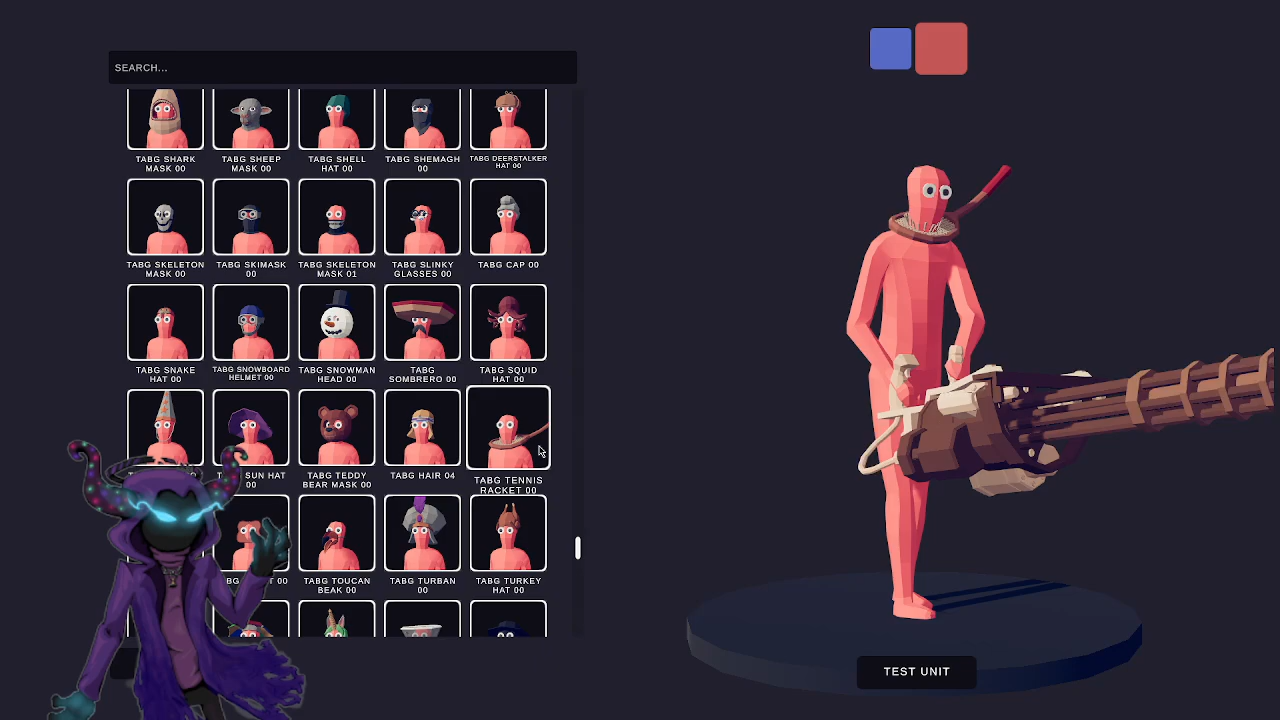 SEARCH...
TABG SHARK
MASK 00
TABG SHEEP
MASK 00
TABG SHELL
HAT 00
TABG SHEMAGH
00
TABG DEERSTALKER
HAT 00
TABG SKELETON
MASK 00
TABG SKIMASK
00
TABG SKELETON
MASK 01
TABG SLINKY
GLASSES 00
TABG CAP 00
TABG SNAKE
HAT 00
TABG SNOWBOARD
HELMET 00
TABG SNOWMAN
HEAD 00
TABG
SOMBRERO 00
TABG SQUID
HAT 00
SUN HAT
00
TABG TEDDY
BEAR MASK 00
TABG HAIR 04
TABG TENNIS
RACKET 00
00
TABG TOUCAN
BEAK 00
TABG TURBAN
00
TABG TURKEY
HAT 00
TEST UNIT